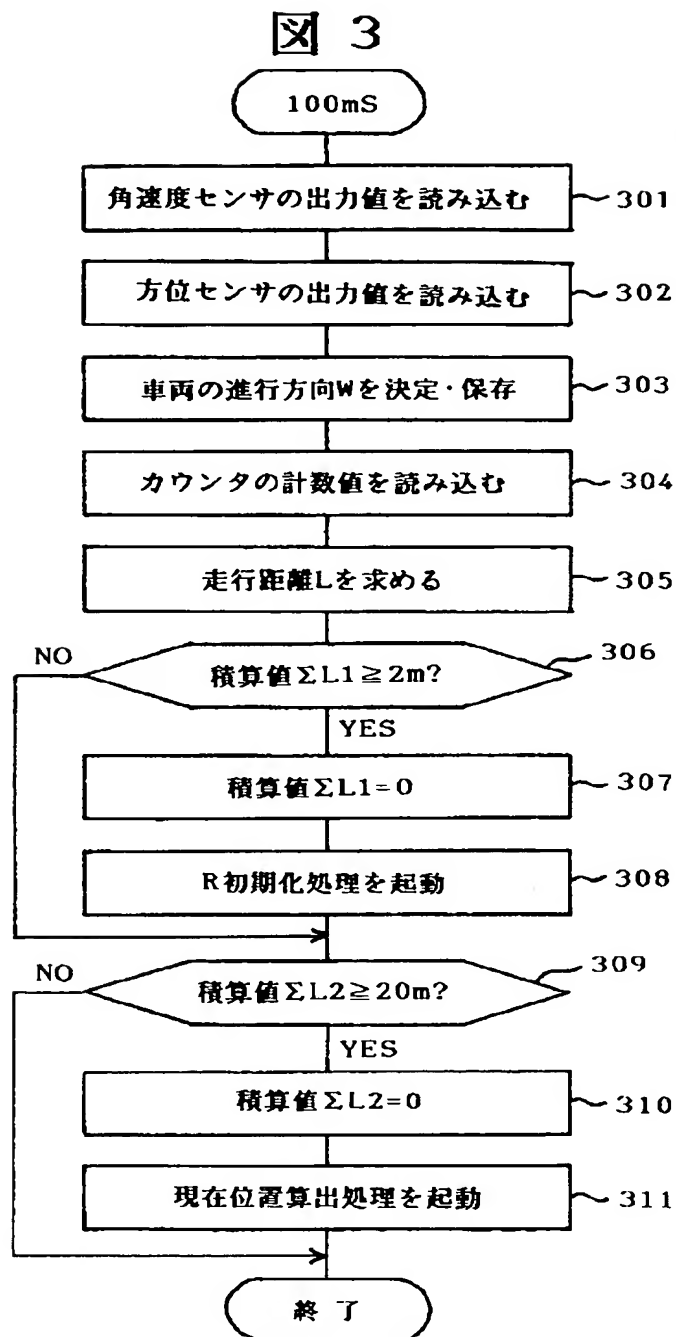 図 3
100mS
角速度センサの出力値を読み込む 301
方位センサの出力値を読み込む 302
車両の進行方向Wを決定・保存 303
カウンタの計数値を読み込む 304
走行距離Lを求める 305
NO 積算値ΣL1≧2m? 306
YES
積算値ΣL1=0 307
R初期化処理を起動 308
NO 積算値ΣL2≧20m? 309
YES
積算値ΣL2=0 310
現在位置算出処理を起動 311
終了